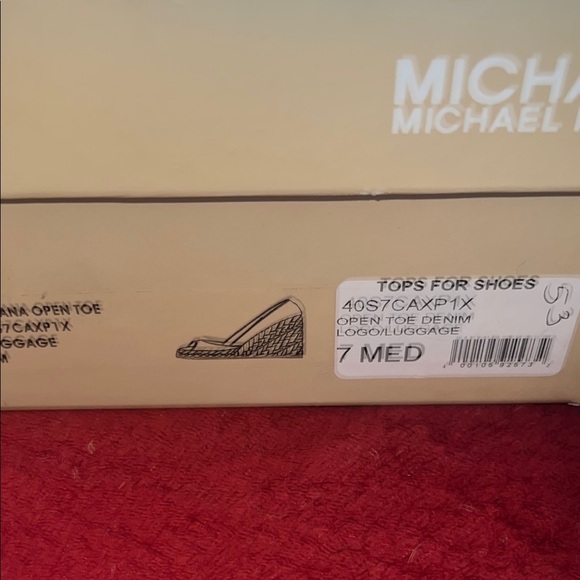 MICHA
MICHAEL
ANA OPEN TOE
S7CAXP1X
UGGAGE
M
TOPS FOR SHOES
40S7CAXP1X
OPEN TOE DENIM
LOGO/LUGGAGE
7 MED
53